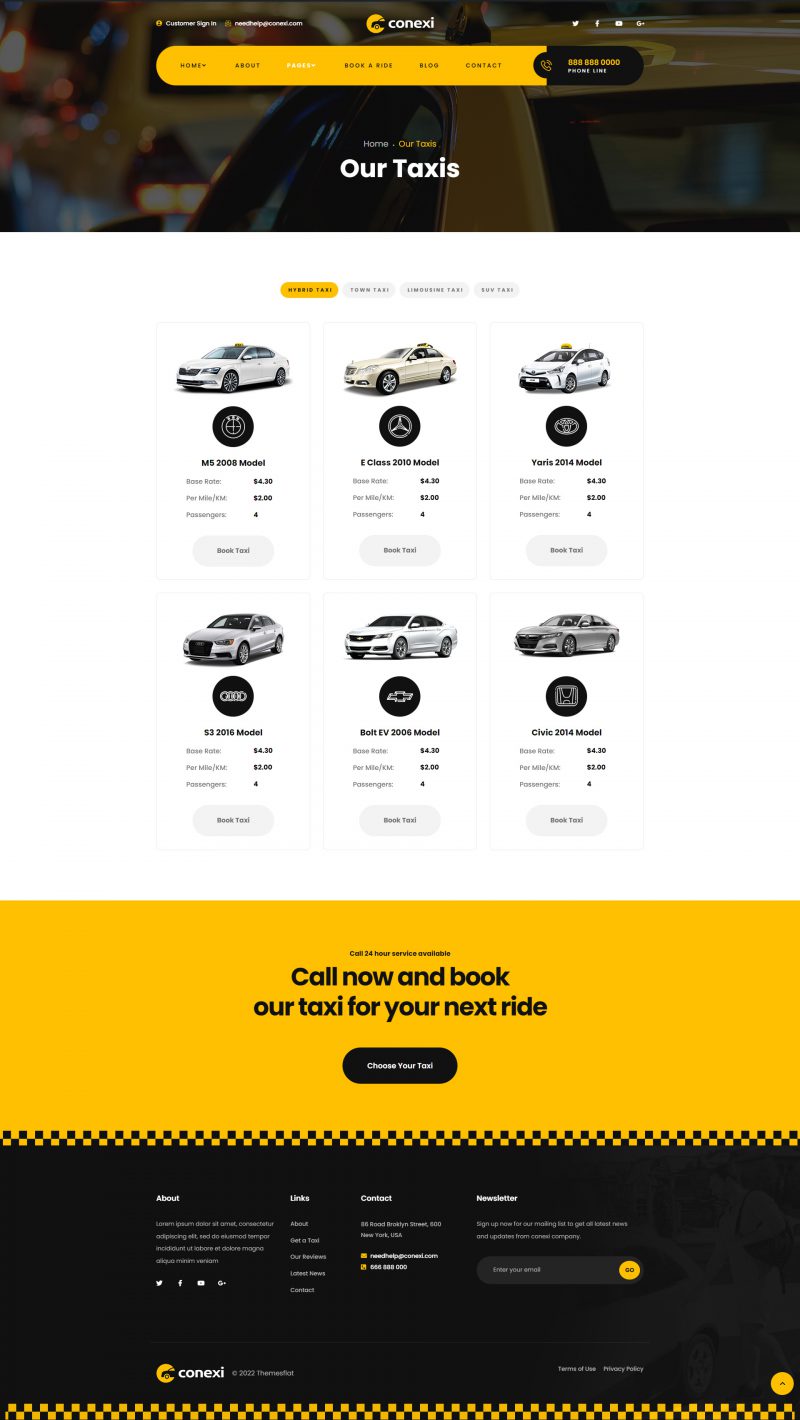 Customer Sign In needhelp@conexi.com
conexi
HOME ABOUT PAGES BOOK A RIDE BLOG CONTACT
888 888 0000
PHONE LINE
Home . Our Taxis
Our Taxis
HYBRID TAXI TOWN TAXI LIMOUSINE TAXI SUV TAXI
M5 2008 Model
Base Rate: $4.30
Per Mile/KM: $2.00
Passengers: 4
Book Taxi
E Class 2010 Model
Base Rate: $4.30
Per Mile/KM: $2.00
Passengers: 4
Book Taxi
Yaris 2014 Model
Base Rate: $4.30
Per Mile/KM: $2.00
Passengers: 4
Book Taxi
S3 2016 Model
Base Rate: $4.30
Per Mile/KM: $2.00
Passengers: 4
Book Taxi
Bolt EV 2006 Model
Base Rate: $4.30
Per Mile/KM: $2.00
Passengers: 4
Book Taxi
Civic 2014 Model
Base Rate: $4.30
Per Mile/KM: $2.00
Passengers: 4
Book Taxi
Call 24 hour service available
Call now and book
our taxi for your next ride
Choose Your Taxi
About
Lorem ipsum dolor sit amet, consectetur
adipiscing elit, sed do eiusmod tempor
incididunt ut labore et dolore magna
aliqua minim veniam
Links
About
Get a Taxi
Our Reviews
Latest News
Contact
Contact
86 Road Broklyn Street, 600
New York, USA
needhelp@conexi.com
666 888 000
Newsletter
Sign up now for our mailing list to get all latest news
and updates from conexi company.
Enter your email GO
conexi © 2022 Themesflat
Terms of Use Privacy Policy